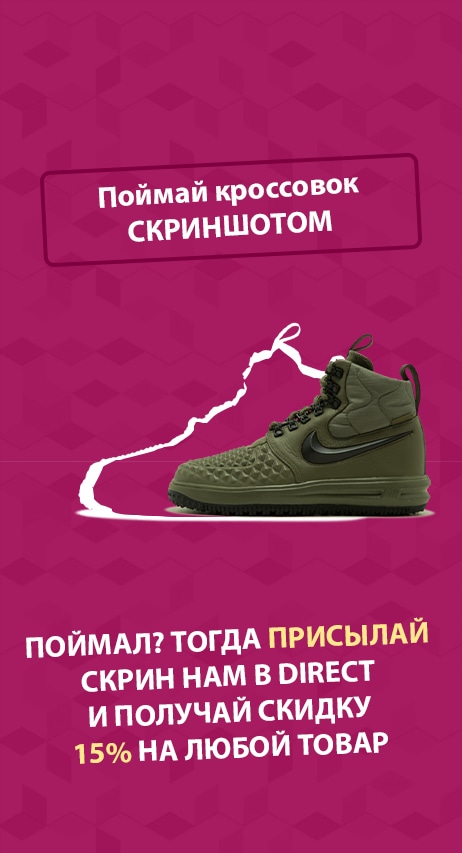 Поймай кроссовок
СКРИНШОТОМ
ПОЙМАЛ? ТОГДА ПРИСЫЛАЙ
СКРИН НАМ В DIRECT
И ПОЛУЧАЙ СКИДКУ
15% НА ЛЮБОЙ ТОВАР